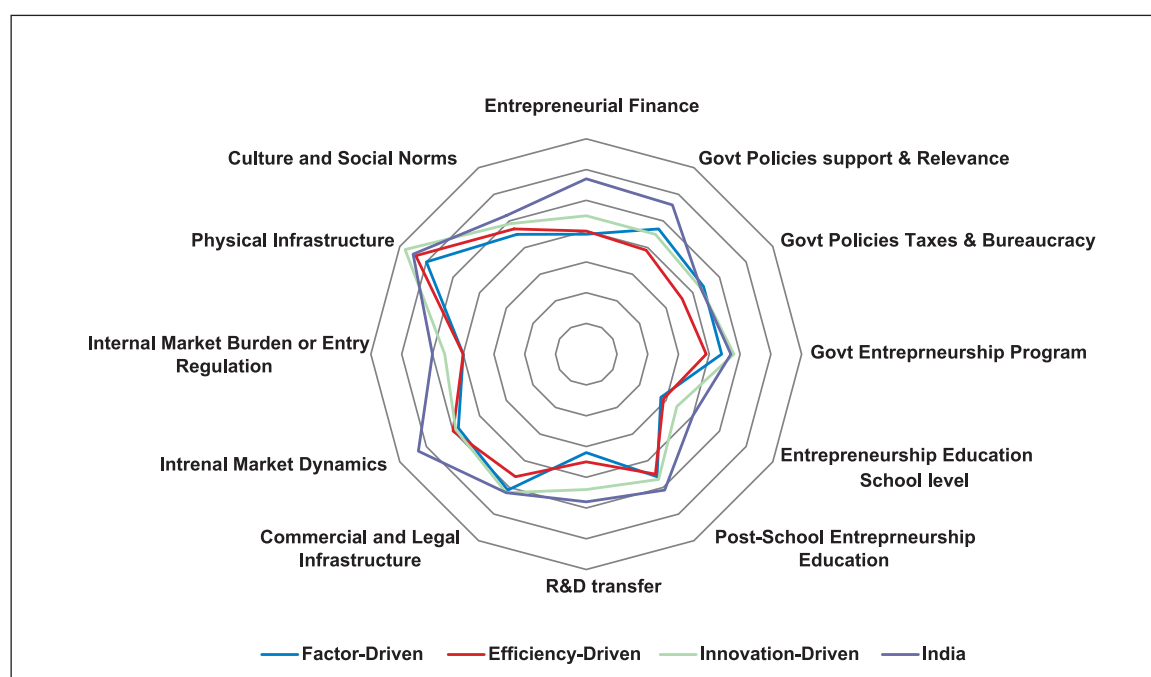 Entrepreneurial Finance
Culture and Social Norms
Govt Policies support & Relevance
Physical Infrastructure
Govt Policies Taxes & Bureaucracy
Internal Market Burden or Entry
Regulation
Govt Entreprneurship Program
Intrenal Market Dynamics
Entrepreneurship Education
School level
Commercial and Legal
Infrastructure
Post-School Entreprneurship
Education
R&D transfer
Factor-Driven
Efficiency-Driven
Innovation-Driven
India